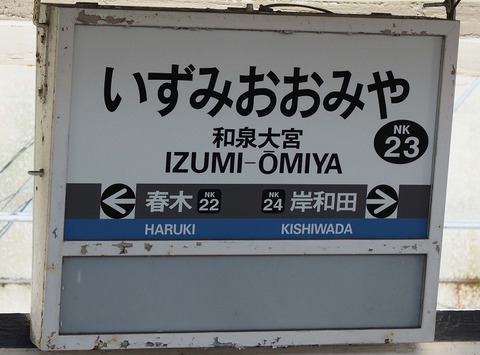 いずみおおみや
和泉大宮
IZUMI-ŌMIYA
NK
23
春木 NK 22 NK 24 岸和田
HARUKI KISHIWADA